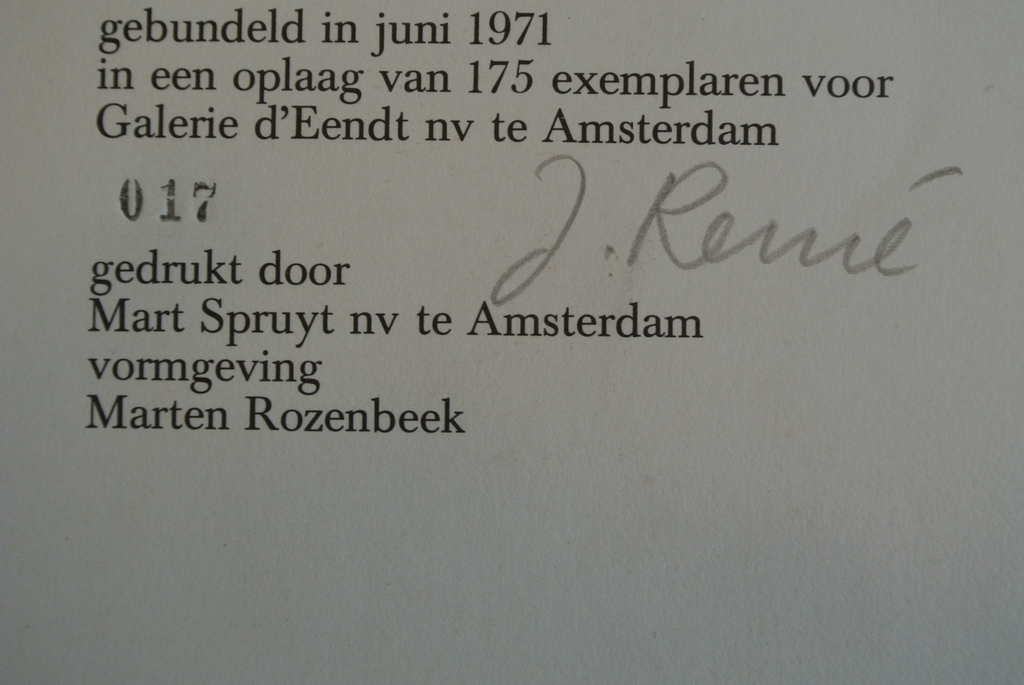 gebundeld in juni 1971
in een oplaag van 175 exemplaren voor
Galerie d'Eendt nv te Amsterdam
017
J. René
gedrukt door
Mart Spruyt nv te Amsterdam
vormgeving
Marten Rozenbeek